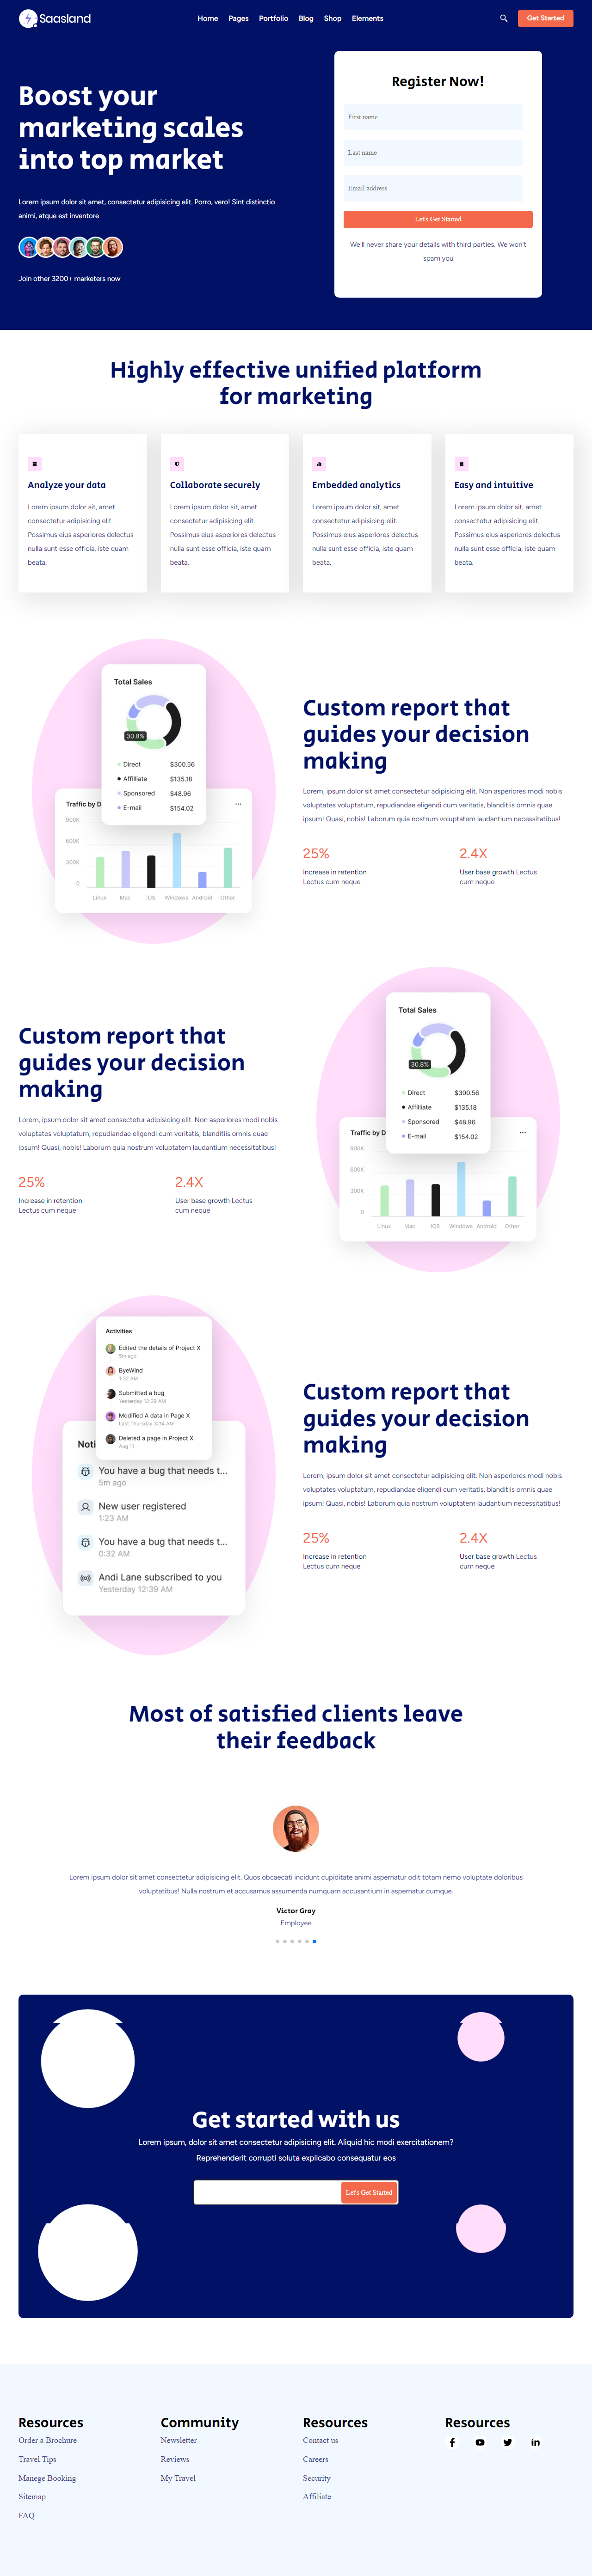 Saasland
Home Pages Portfolio Blog Shop Elements
Get Started
Boost your
marketing scales
into top market
Lorem ipsum dolor sit amet, consectetur adipisicing elit. Porro, vero! Sint distinctio
animi, atque est inventore
Join other 3200+ marketers now
Register Now!
First name
Last name
Email address
Let's Get Started
We'll never share your details with third parties. We won't
spam you
Highly effective unified platform
for marketing
Analyze your data
Lorem ipsum dolor sit, amet
consectetur adipisicing elit.
Possimus eius asperiores delectus
nulla sunt esse officia, iste quam
beata.
Collaborate securely
Lorem ipsum dolor sit, amet
consectetur adipisicing elit.
Possimus eius asperiores delectus
nulla sunt esse officia, iste quam
beata.
Embedded analytics
Lorem ipsum dolor sit, amet
consectetur adipisicing elit.
Possimus eius asperiores delectus
nulla sunt esse officia, iste quam
beata.
Easy and intuitive
Lorem ipsum dolor sit, amet
consectetur adipisicing elit.
Possimus eius asperiores delectus
nulla sunt esse officia, iste quam
beata.
Total Sales
30.8%
Direct $300.56
Affilliate $135.18
Sponsored $48.96
E-mail $154.02
Traffic by D
800K
600K
300K
0
Linux Mac iOS Windows Android Other
Custom report that
guides your decision
making
Lorem, ipsum dolor sit amet consectetur adipisicing elit. Non asperiores modi nobis
voluptates voluptatum, repudiandae eligendi cum veritatis, blanditiis omnis quae
ipsum! Quasi, nobis! Laborum quia nostrum voluptatem laudantium necessitatibus!
25%
Increase in retention
Lectus cum neque
2.4X
User base growth Lectus
cum neque
Custom report that
guides your decision
making
Lorem, ipsum dolor sit amet consectetur adipisicing elit. Non asperiores modi nobis
voluptates voluptatum, repudiandae eligendi cum veritatis, blanditiis omnis quae
ipsum! Quasi, nobis! Laborum quia nostrum voluptatem laudantium necessitatibus!
25%
Increase in retention
Lectus cum neque
2.4X
User base growth Lectus
cum neque
Total Sales
30.8%
Direct $300.56
Affilliate $135.18
Sponsored $48.96
E-mail $154.02
Traffic by D
800K
600K
300K
0
Linux Mac iOS Windows Android Other
Activities
Edited the details of Project X
5m ago
ByeWind
1:32 AM
Submitted a bug
Yesterday 12:39 AM
Modified A data in Page X
Last Thursday 3:34 AM
Deleted a page in Project X
Aug 11
Noti
You have a bug that needs t...
5m ago
New user registered
1:23 AM
You have a bug that needs t...
0:32 AM
Andi Lane subscribed to you
Yesterday 12:39 AM
Custom report that
guides your decision
making
Lorem, ipsum dolor sit amet consectetur adipisicing elit. Non asperiores modi nobis
voluptates voluptatum, repudiandae eligendi cum veritatis, blanditiis omnis quae
ipsum! Quasi, nobis! Laborum quia nostrum voluptatem laudantium necessitatibus!
25%
Increase in retention
Lectus cum neque
2.4X
User base growth Lectus
cum neque
Most of satisfied clients leave
their feedback
Lorem ipsum dolor sit amet consectetur adipisicing elit. Quos obcaecati incidunt cupiditate animi aspernatur odit totam nemo voluptate doloribus
voluptatibus! Nulla nostrum et accusamus assumenda numquam accusantium in aspernatur cumque.
Victor Gray
Employee
Get started with us
Lorem ipsum, dolor sit amet consectetur adipisicing elit. Aliquid hic modi exercitationem?
Reprehenderit corrupti soluta explicabo consequatur eos
Let's Get Started
Resources
Order a Brochure
Travel Tips
Manege Booking
Sitemap
FAQ
Community
Newsletter
Reviews
My Travel
Resources
Contact us
Careers
Security
Affiliate
Resources